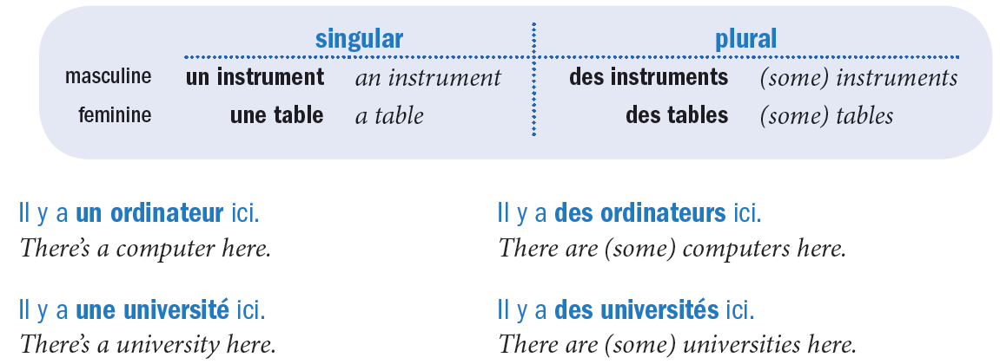 singular plural
masculine un instrument an instrument des instruments (some) instruments
feminine une table a table des tables (some) tables
Il y a un ordinateur ici. Il y a des ordinateurs ici.
There's a computer here. There are (some) computers here.
Il y a une université ici. Il y a des universités ici.
There's a university here. There are (some) universities here.